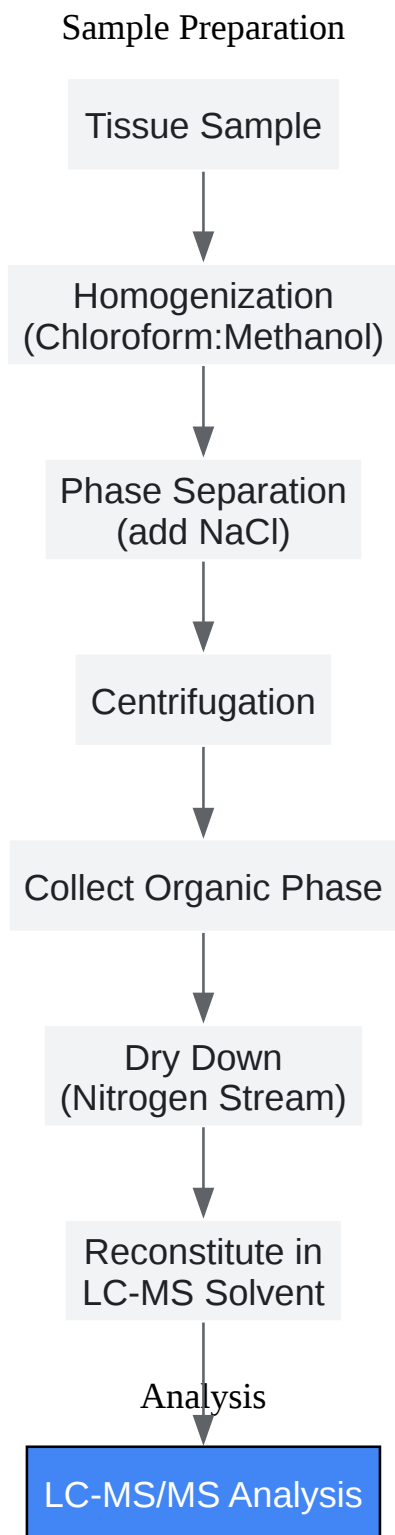 Sample Preparation
Tissue Sample
Homogenization
(Chloroform:Methanol)
Phase Separation
(add NaCl)
Centrifugation
Collect Organic Phase
Dry Down
(Nitrogen Stream)
Reconstitute in
LC-MS Solvent
Analysis
LC-MS/MS Analysis